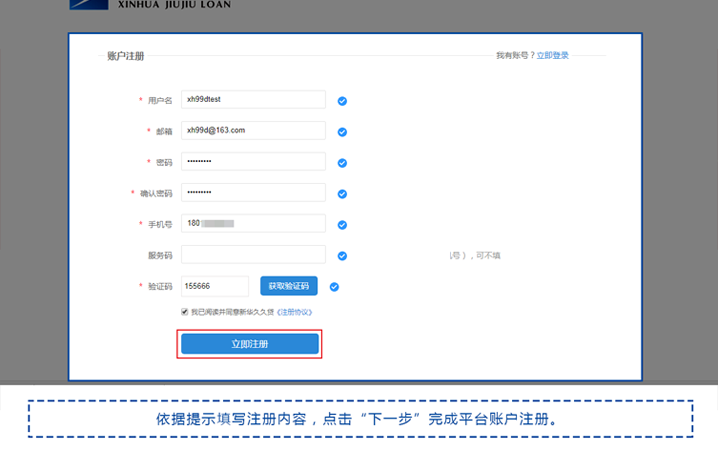 XINHUA JIUJIU LOAN
账户注册
我有账号？立即登录
* 用户名 xh99dtest
* 邮箱 xh99d@163.com
* 密码 •••••••••
* 确认密码 •••••••••
* 手机号 180
服务码
号），可不填
* 验证码 155666 获取验证码
我已阅读并同意新华久久贷《注册协议》
立即注册
依据提示填写注册内容，点击“下一步”完成平台账户注册。